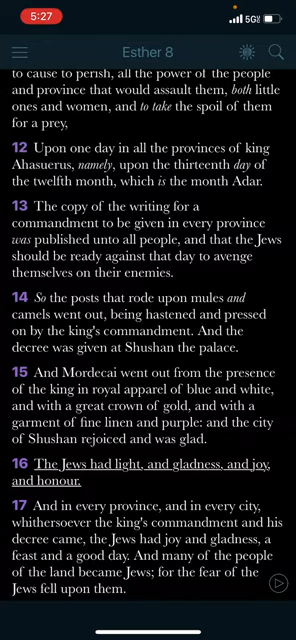 5:27
5G
Esther 8
to cause to perish, all the power of the people
and province that would assault them, both little
ones and women, and to take the spoil of them
for a prey,
12 Upon one day in all the provinces of king
Ahasuerus, namely, upon the thirteenth day of
the twelfth month, which is the month Adar.
13 The copy of the writing for a
commandment to be given in every province
was published unto all people, and that the Jews
should be ready against that day to avenge
themselves on their enemies.
14 So the posts that rode upon mules and
camels went out, being hastened and pressed
on by the king's commandment. And the
decree was given at Shushan the palace.
15 And Mordecai went out from the presence
of the king in royal apparel of blue and white,
and with a great crown of gold, and with a
garment of fine linen and purple: and the city
of Shushan rejoiced and was glad.
16 The Jews had light, and gladness, and joy,
and honour.
17 And in every province, and in every city,
whithersoever the king's commandment and his
decree came, the Jews had joy and gladness, a
feast and a good day. And many of the people
of the land became Jews; for the fear of the
Jews fell upon them.